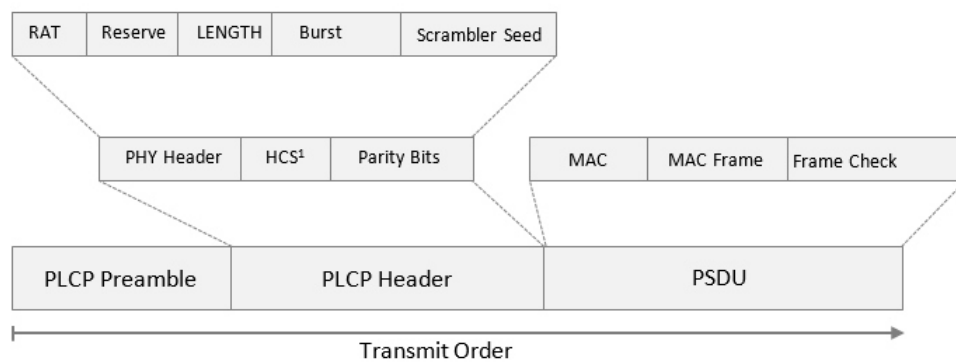 RAT Reserve LENGTH Burst Scrambler Seed
PHY Header HCS¹ Parity Bits MAC MAC Frame Frame Check
PLCP Preamble PLCP Header PSDU
Transmit Order